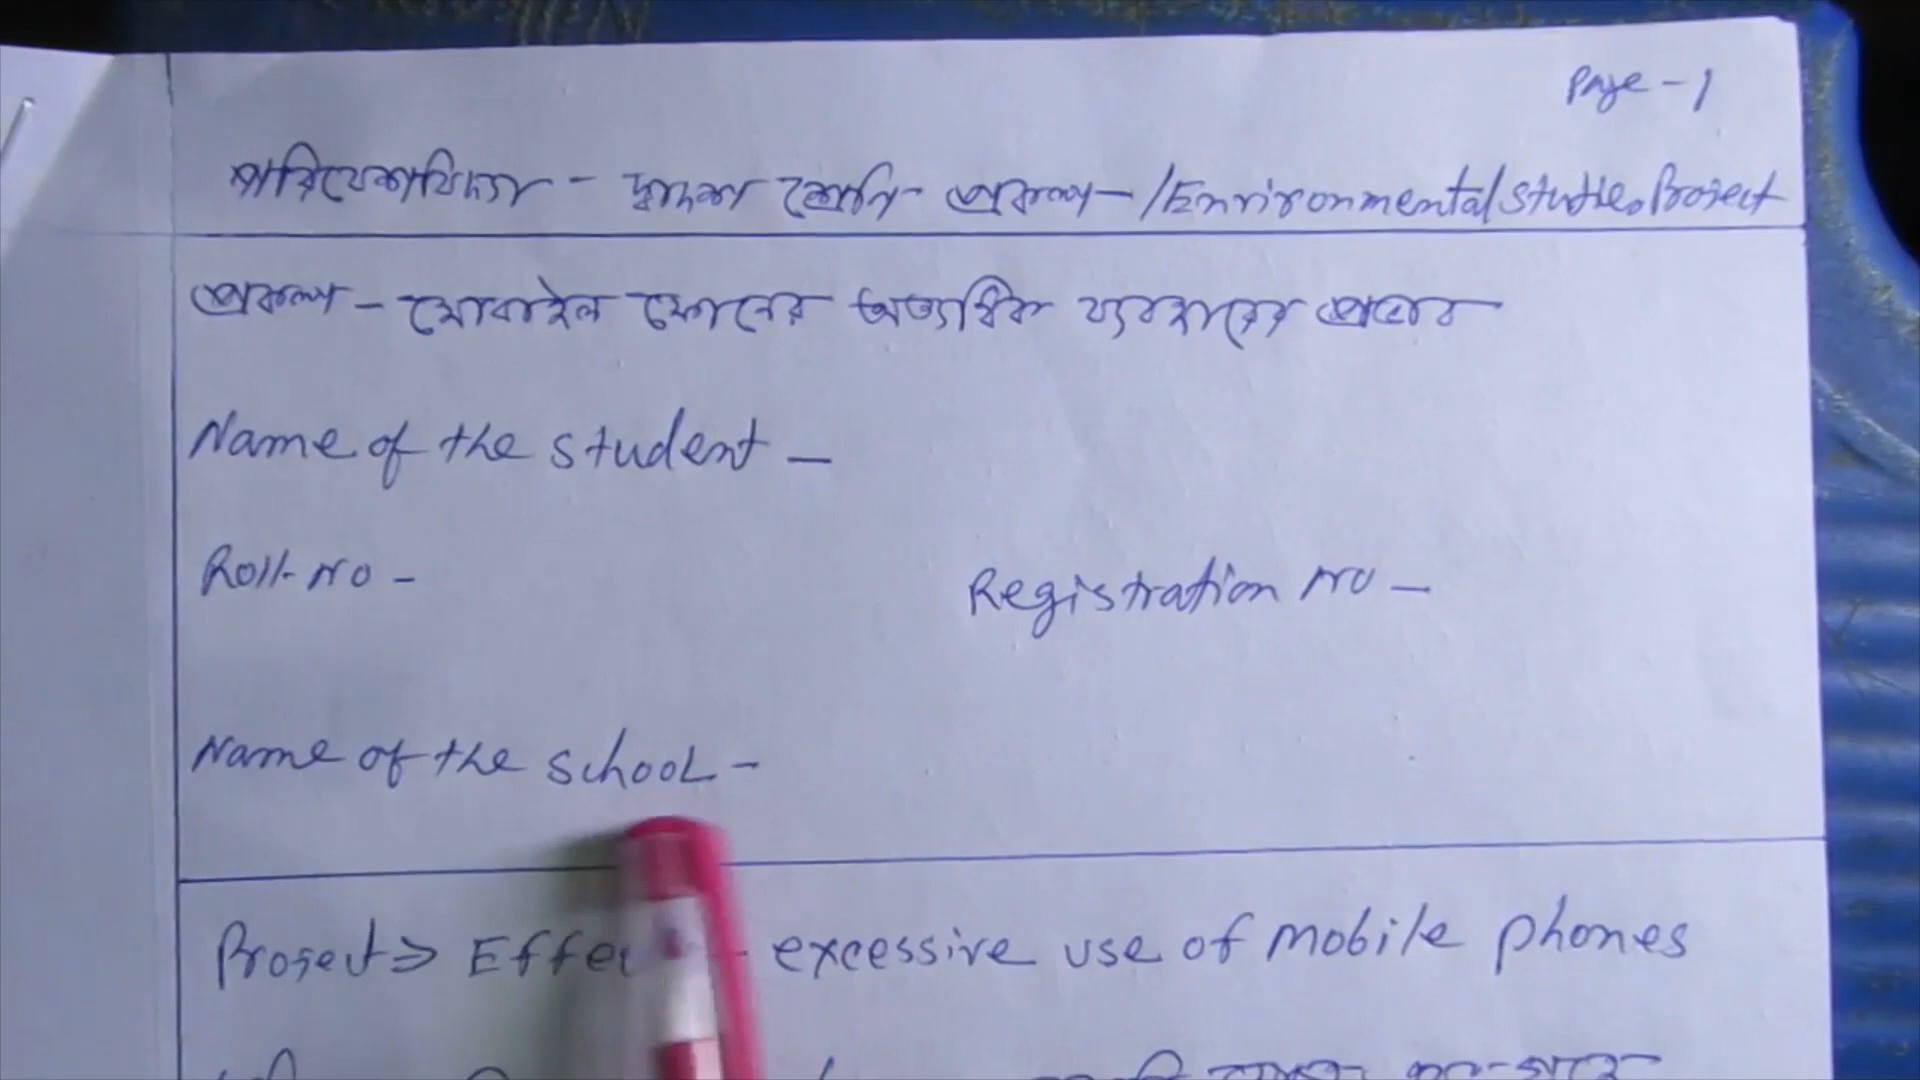 Page - 1
পরিবেশবিদ্যা - দ্বাদশ শ্রেণি - প্রকল্প - /Environmental Studies Project
প্রকল্প - মোবাইল ফোনের অত্যধিক ব্যবহারের প্রভাব
Name of the student -
Roll-No -
Registration No -
Name of the school -
Project ⇒ excessive use of mobile phones